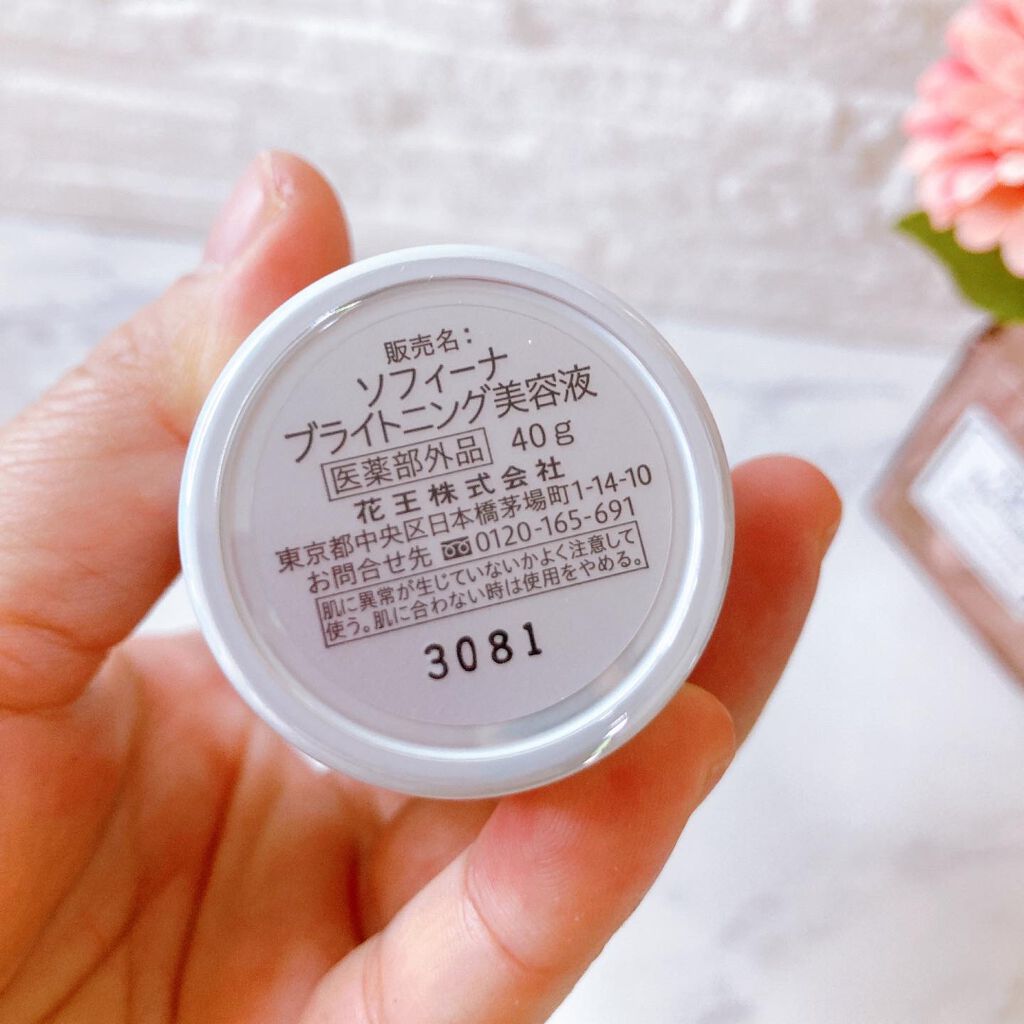 販売名：
ソフィーナ
ブライトニング美容液
医薬部外品 40g
花王株式会社
東京都中央区日本橋茅場町1-14-10
お問合せ先 0120-165-691
肌に異常が生じていないかよく注意して
使う。肌に合わない時は使用をやめる。
3081